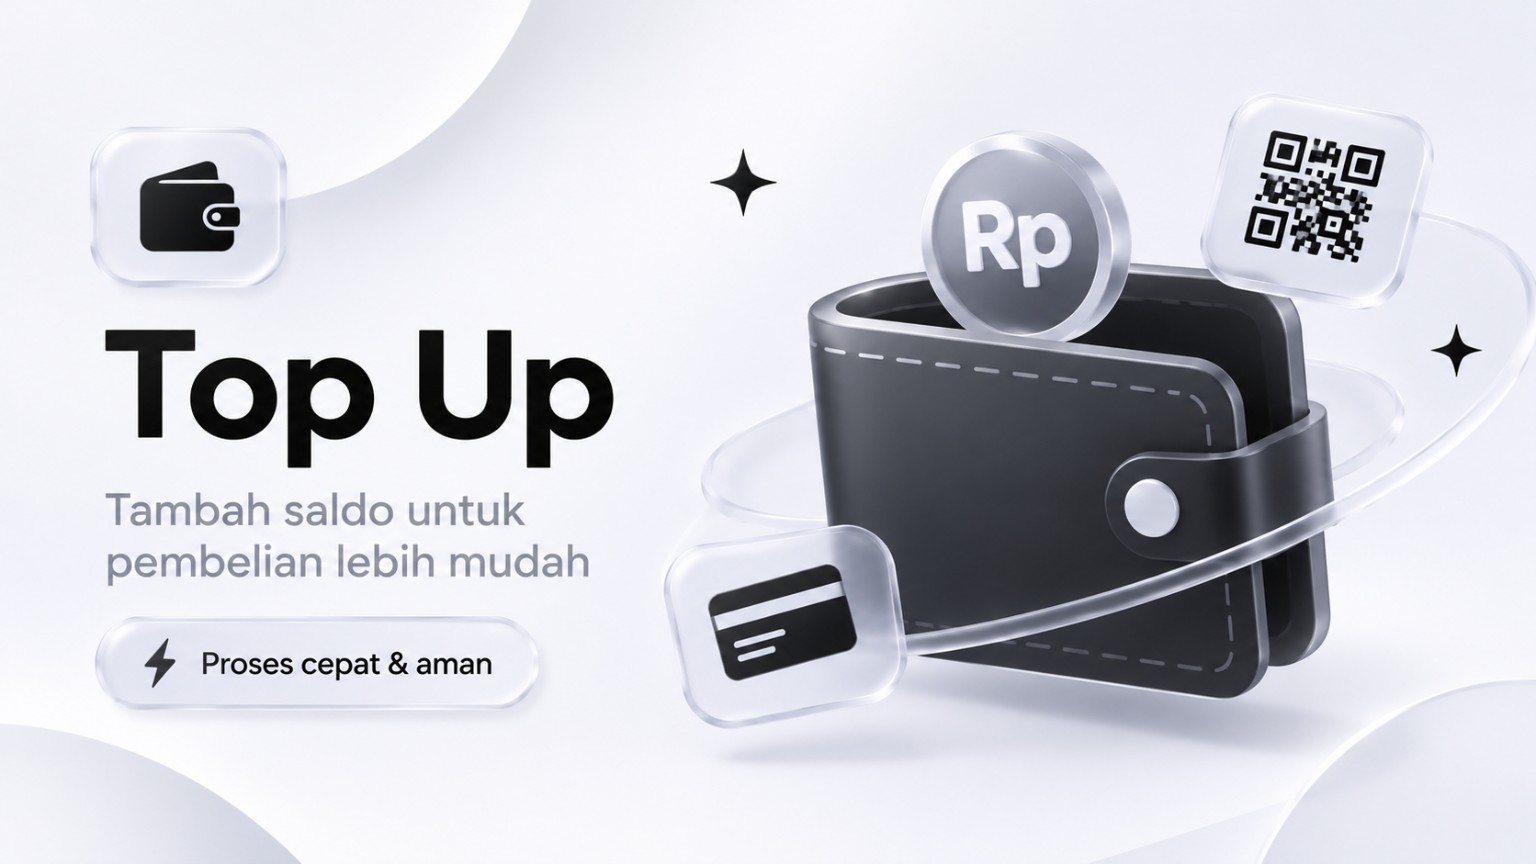 Top Up
Tambah saldo untuk
pembelian lebih mudah
Proses cepat & aman
Rp